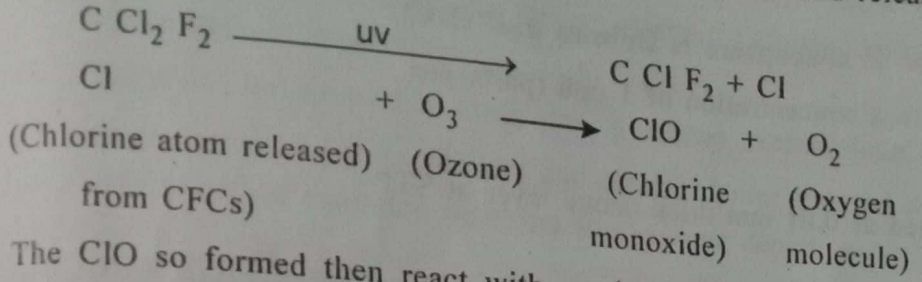 C Cl₂ F₂ uv → C Cl F₂ + Cl
Cl + O₃ → ClO + O₂
(Chlorine atom released) (Ozone) (Chlorine (Oxygen
from CFCs) monoxide) molecule)
The ClO so formed then react with